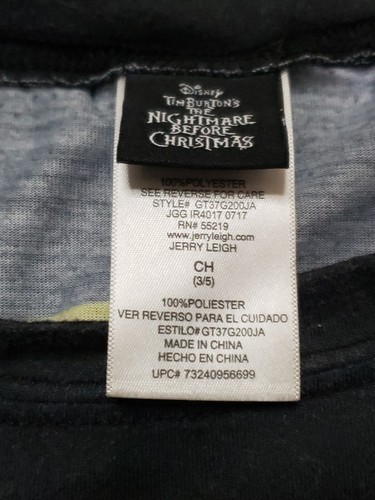 Disney
TIM BURTON'S
THE
NIGHTMARE
BEFORE
CHRISTMAS
100%POLYESTER
SEE REVERSE FOR CARE
STYLE# GT37G200JA
JGG IR4017 0717
RN# 55219
www.jerryleigh.com
JERRY LEIGH
CH
(3/5)
100%POLIESTER
VER REVERSO PARA EL CUIDADO
ESTILO#GT37G200JA
MADE IN CHINA
HECHO EN CHINA
UPC# 73240956699